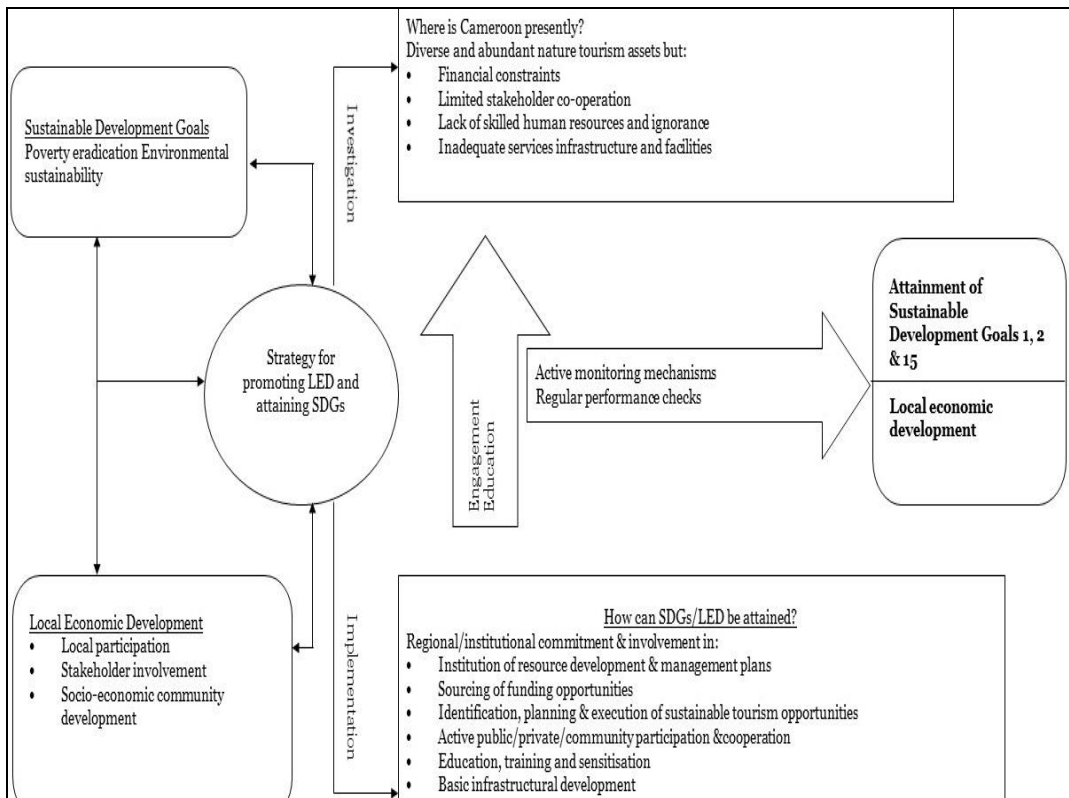 Where is Cameroon presently?
Diverse and abundant nature tourism assets but:
• Financial constraints
• Limited stakeholder co-operation
• Lack of skilled human resources and ignorance
• Inadequate services infrastructure and facilities
Investigation
Sustainable Development Goals
Poverty eradication Environmental
sustainability
Strategy for
promoting LED and
attaining SDGs
Engagement
Education
Active monitoring mechanisms
Regular performance checks
Attainment of
Sustainable
Development Goals 1, 2
& 15
Local economic
development
Local Economic Development
• Local participation
• Stakeholder involvement
• Socio-economic community
development
Implementation
How can SDGs/LED be attained?
Regional/institutional commitment & involvement in:
• Institution of resource development & management plans
• Sourcing of funding opportunities
• Identification, planning & execution of sustainable tourism opportunities
• Active public/private/community participation &cooperation
• Education, training and sensitisation
• Basic infrastructural development